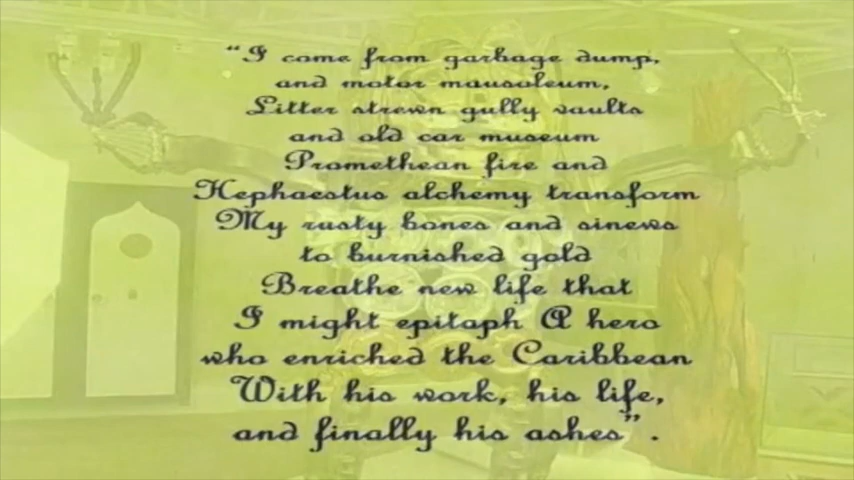 “I come from garbage dump,
and motor mausoleum,
Litter strewn gully vaults
and old car museum
Promethean fire and
Hephaestus alchemy transform
My rusty bones and sinews
to burnished gold
Breathe new life that
I might epitaph A hero
who enriched the Caribbean
With his work, his life,
and finally his ashes”.